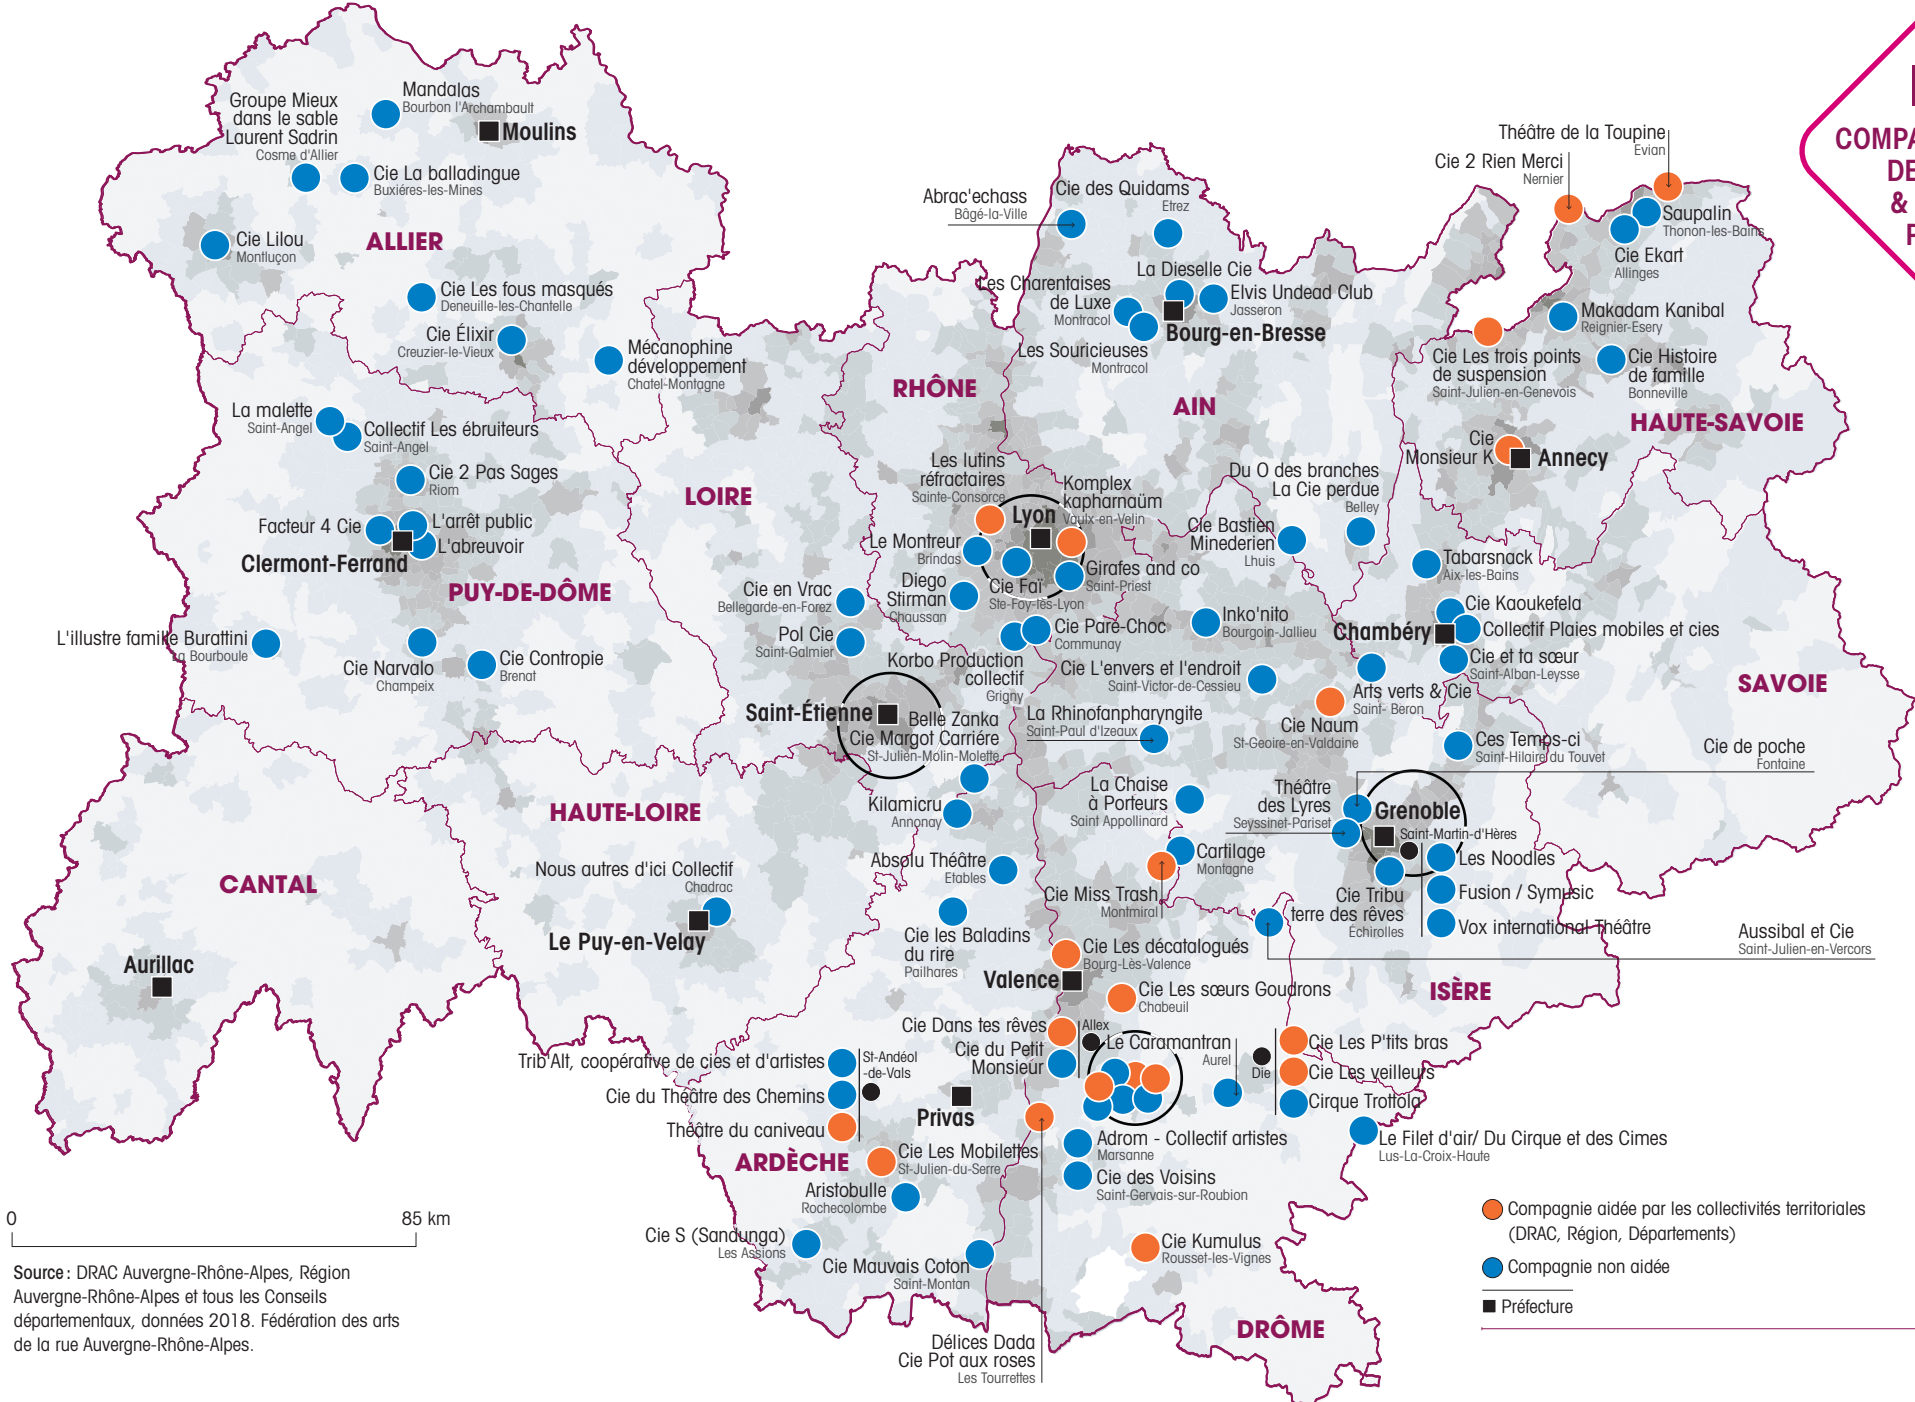 Mandalas
Bourbon l'Archambault
Groupe Mieux
dans le sable
Laurent Sadrin
Cosme d'Allier
Moulins
Cie La balladingue
Buxiéres-les-Mines
Cie Lilou
Montluçon
ALLIER
Cie Les fous masqués
Deneuille-les-Chantelle
Cie Élixir
Creuzier-le-Vieux
Mécanophine
développement
Chatel-Montagne
La malette
Saint-Angel
Collectif Les ébruiteurs
Saint-Angel
Cie 2 Pas Sages
Riom
Facteur 4 Cie
L'arrêt public
L'abreuvoir
Clermont-Ferrand
PUY-DE-DÔME
L'illustre famille Burattini
La Bourboule
Cie Narvalo
Champeix
Cie Contropie
Brenat
LOIRE
Cie en Vrac
Bellegarde-en-Forez
Pol Cie
Saint-Galmier
Saint-Étienne
Belle Zanka
Cie Margot Carriére
St-Julien-Molin-Molette
RHÔNE
Les lutins
réfractaires
Sainte-Consorce
Komplex
kapharnaüm
Vaulx-en-Velin
Lyon
Le Montreur
Brindas
Girafes and co
Saint-Priest
Cie Faï
Ste-Foy-lès-Lyon
Diego
Stirman
Chaussan
Cie Pare-Choc
Communay
Korbo Production
collectif
Grigny
Abrac'echass
Bâgé-la-Ville
Cie des Quidams
Etrez
La Dieselle Cie
Les Charentaises
de Luxe
Montracol
Elvis Undead Club
Jasseron
Bourg-en-Bresse
Les Souricieuses
Montracol
AIN
Du O des branches
La Cie perdue
Belley
Cie Bastien
Minederien
Lhuis
Théâtre de la Toupine
Evian
Cie 2 Rien Merci
Nernier
Saupalin
Thonon-les-Bains
Cie Ekart
Allinges
Makadam Kanibal
Reignier-Esery
Cie Les trois points
de suspension
Saint-Julien-en-Genevois
Cie Histoire
de famille
Bonneville
HAUTE-SAVOIE
Cie
Monsieur K
Annecy
Tabarsnack
Aix-les-Bains
Cie Kaoukefela
Collectif Plaies mobiles et cies
Chambéry
Cie et ta sœur
Saint-Alban-Leysse
Arts verts & Cie
Saint- Beron
SAVOIE
Inko'nito
Bourgoin-Jallieu
Cie L'envers et l'endroit
Saint-Victor-de-Cessieu
Cie Naum
St-Geoire-en-Valdaine
La Rhinofanpharyngite
Saint-Paul d'Izeaux
Ces Temps-ci
Saint-Hilaire du Touvet
Cie de poche
Fontaine
La Chaise
à Porteurs
Saint Appollinard
Théâtre
des Lyres
Seyssinet-Pariset
Grenoble
Saint-Martin-d'Hères
Les Noodles
Fusion / Symusic
Vox international Théâtre
Cie Tribu
terre des rêves
Échirolles
Cartilage
Montagne
Cie Miss Trash
Montmiral
Aussibal et Cie
Saint-Julien-en-Vercors
ISÈRE
HAUTE-LOIRE
Nous autres d'ici Collectif
Chadrac
Le Puy-en-Velay
CANTAL
Aurillac
Kilamicru
Annonay
Absolu Théâtre
Etables
Cie les Baladins
du rire
Pailhares
Trib'Alt, coopérative de cies et d'artistes
Cie du Théâtre des Chemins
Théâtre du caniveau
St-Andéol
-de-Vals
Privas
ARDÈCHE
Cie Les Mobilettes
St-Julien-du-Serre
Aristobulle
Rochecolombe
Cie S (Sandunga)
Les Assions
Cie Mauvais Coton
Saint-Montan
Cie Les décatalogués
Bourg-Lès-Valence
Valence
Cie Les sœurs Goudrons
Chabeuil
Cie Dans tes rêves
Cie du Petit
Monsieur
Allex
Le Caramantran
Aurel
Die
Cie Les P'tits bras
Cie Les veilleurs
Cirque Trottola
Adrom - Collectif artistes
Marsanne
Cie des Voisins
Saint-Gervais-sur-Roubion
Le Filet d'air/ Du Cirque et des Cimes
Lus-La-Croix-Haute
Cie Kumulus
Rousset-les-Vignes
Délices Dada
Cie Pot aux roses
Les Tourrettes
DRÔME
0 85 km
Source : DRAC Auvergne-Rhône-Alpes, Région
Auvergne-Rhône-Alpes et tous les Conseils
départementaux, données 2018. Fédération des arts
de la rue Auvergne-Rhône-Alpes.
Compagnie aidée par les collectivités territoriales
(DRAC, Région, Départements)
Compagnie non aidée
Préfecture
COMPA
DE
&